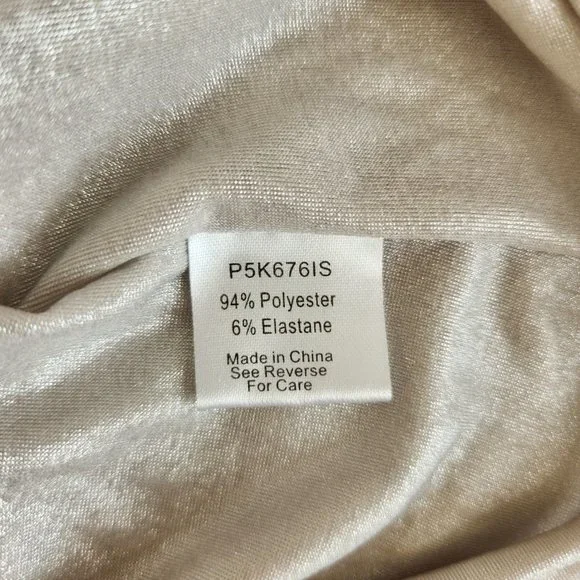 P5K676IS
94% Polyester
6% Elastane
Made in China
See Reverse
For Care